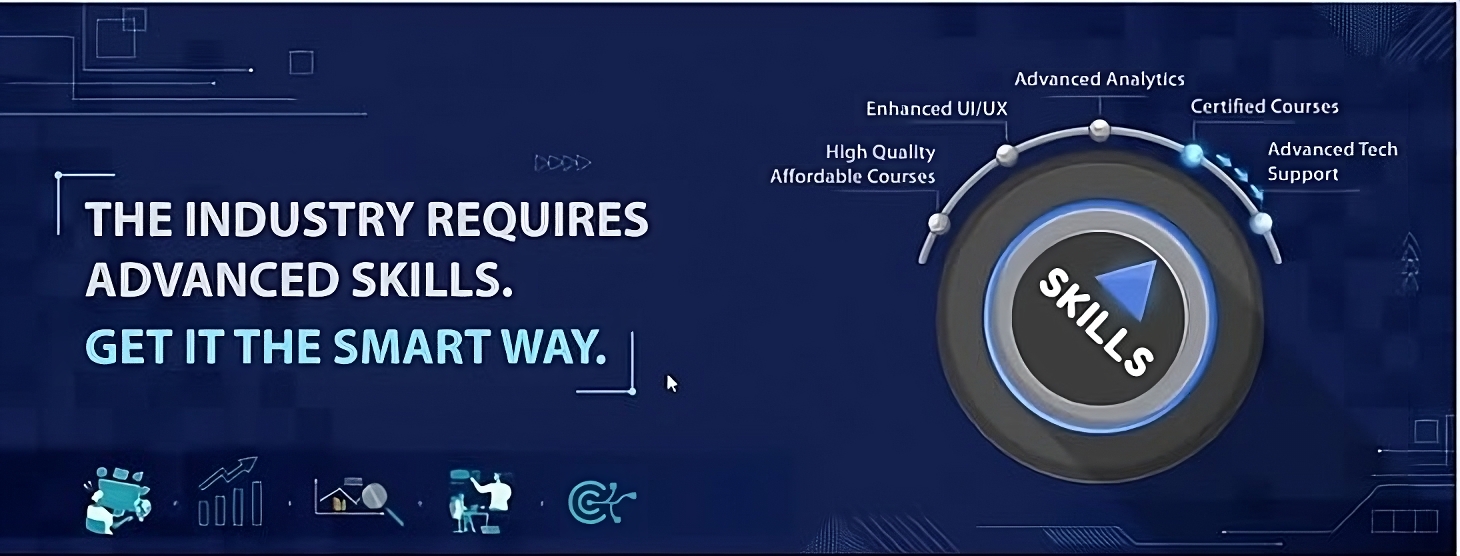 THE INDUSTRY REQUIRES
ADVANCED SKILLS.
GET IT THE SMART WAY.
High Quality
Affordable Courses
Enhanced UI/UX
Advanced Analytics
Certified Courses
Advanced Tech
Support
SKILLS